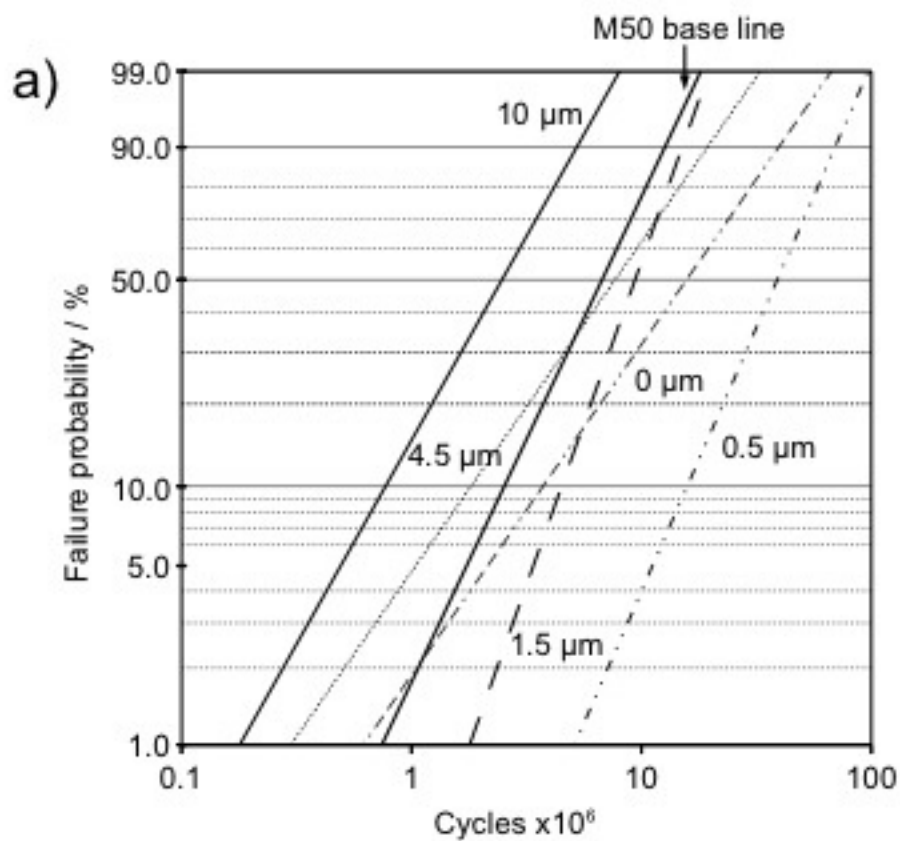 M50 base line
a)
99.0
10 µm
90.0
50.0
Failure probability / %
0 µm
4.5 µm
0.5 µm
10.0
5.0
1.5 µm
1.0
0.1
1
10
100
Cycles x10⁶